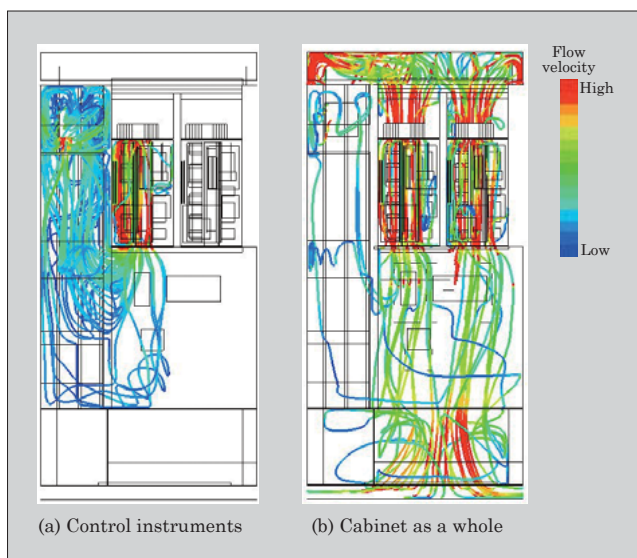 Flow
velocity
High
Low
(a) Control instruments
(b) Cabinet as a whole